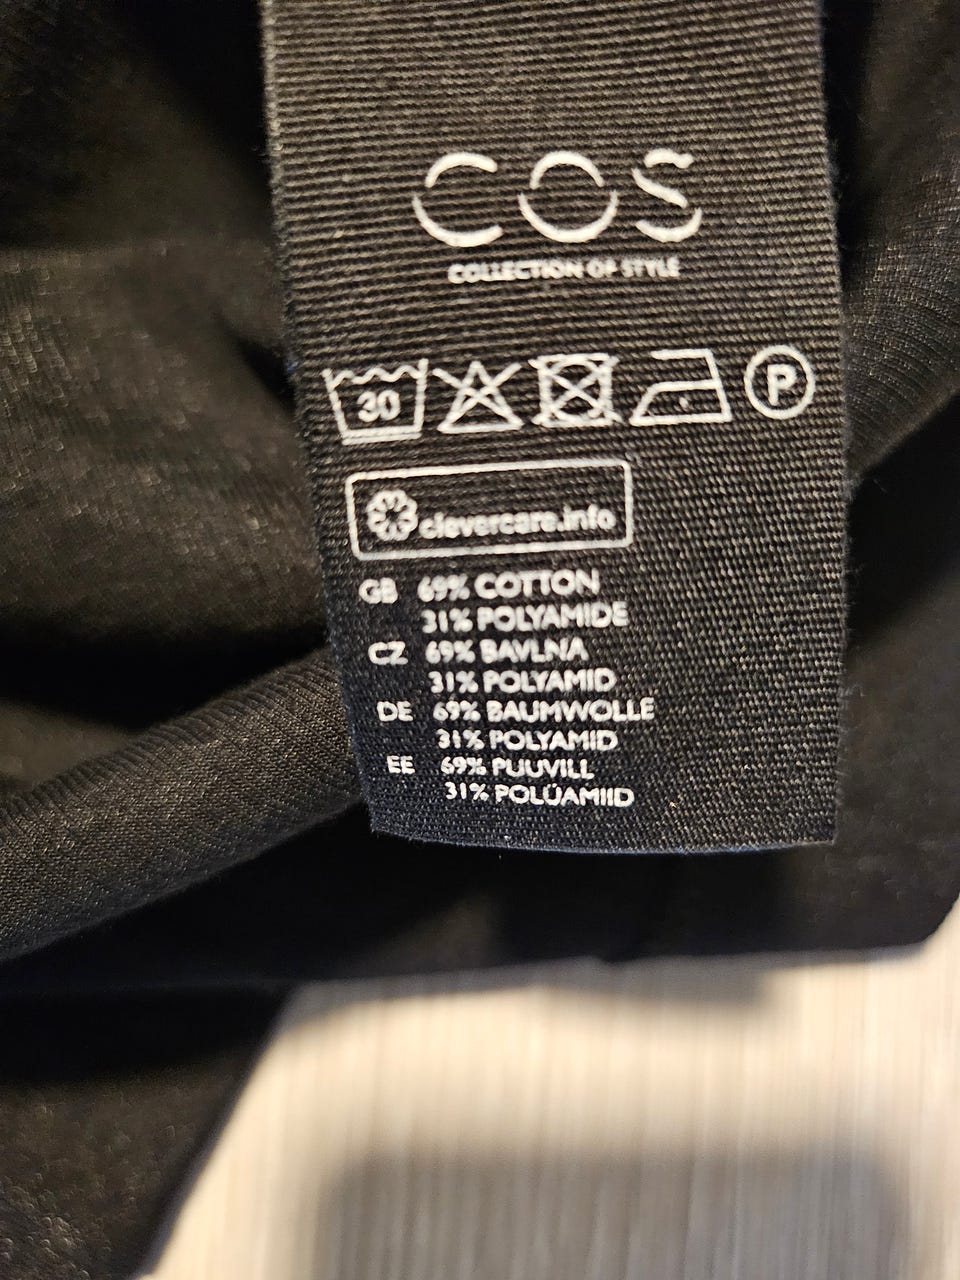 COS
COLLECTION OF STYLE
30 P
clevercare.info
GB 69% COTTON
31% POLYAMIDE
CZ 69% BAVLNA
31% POLYAMID
DE 69% BAUMWOLLE
31% POLYAMID
EE 69% PUUVILL
31% POLÜAMIID